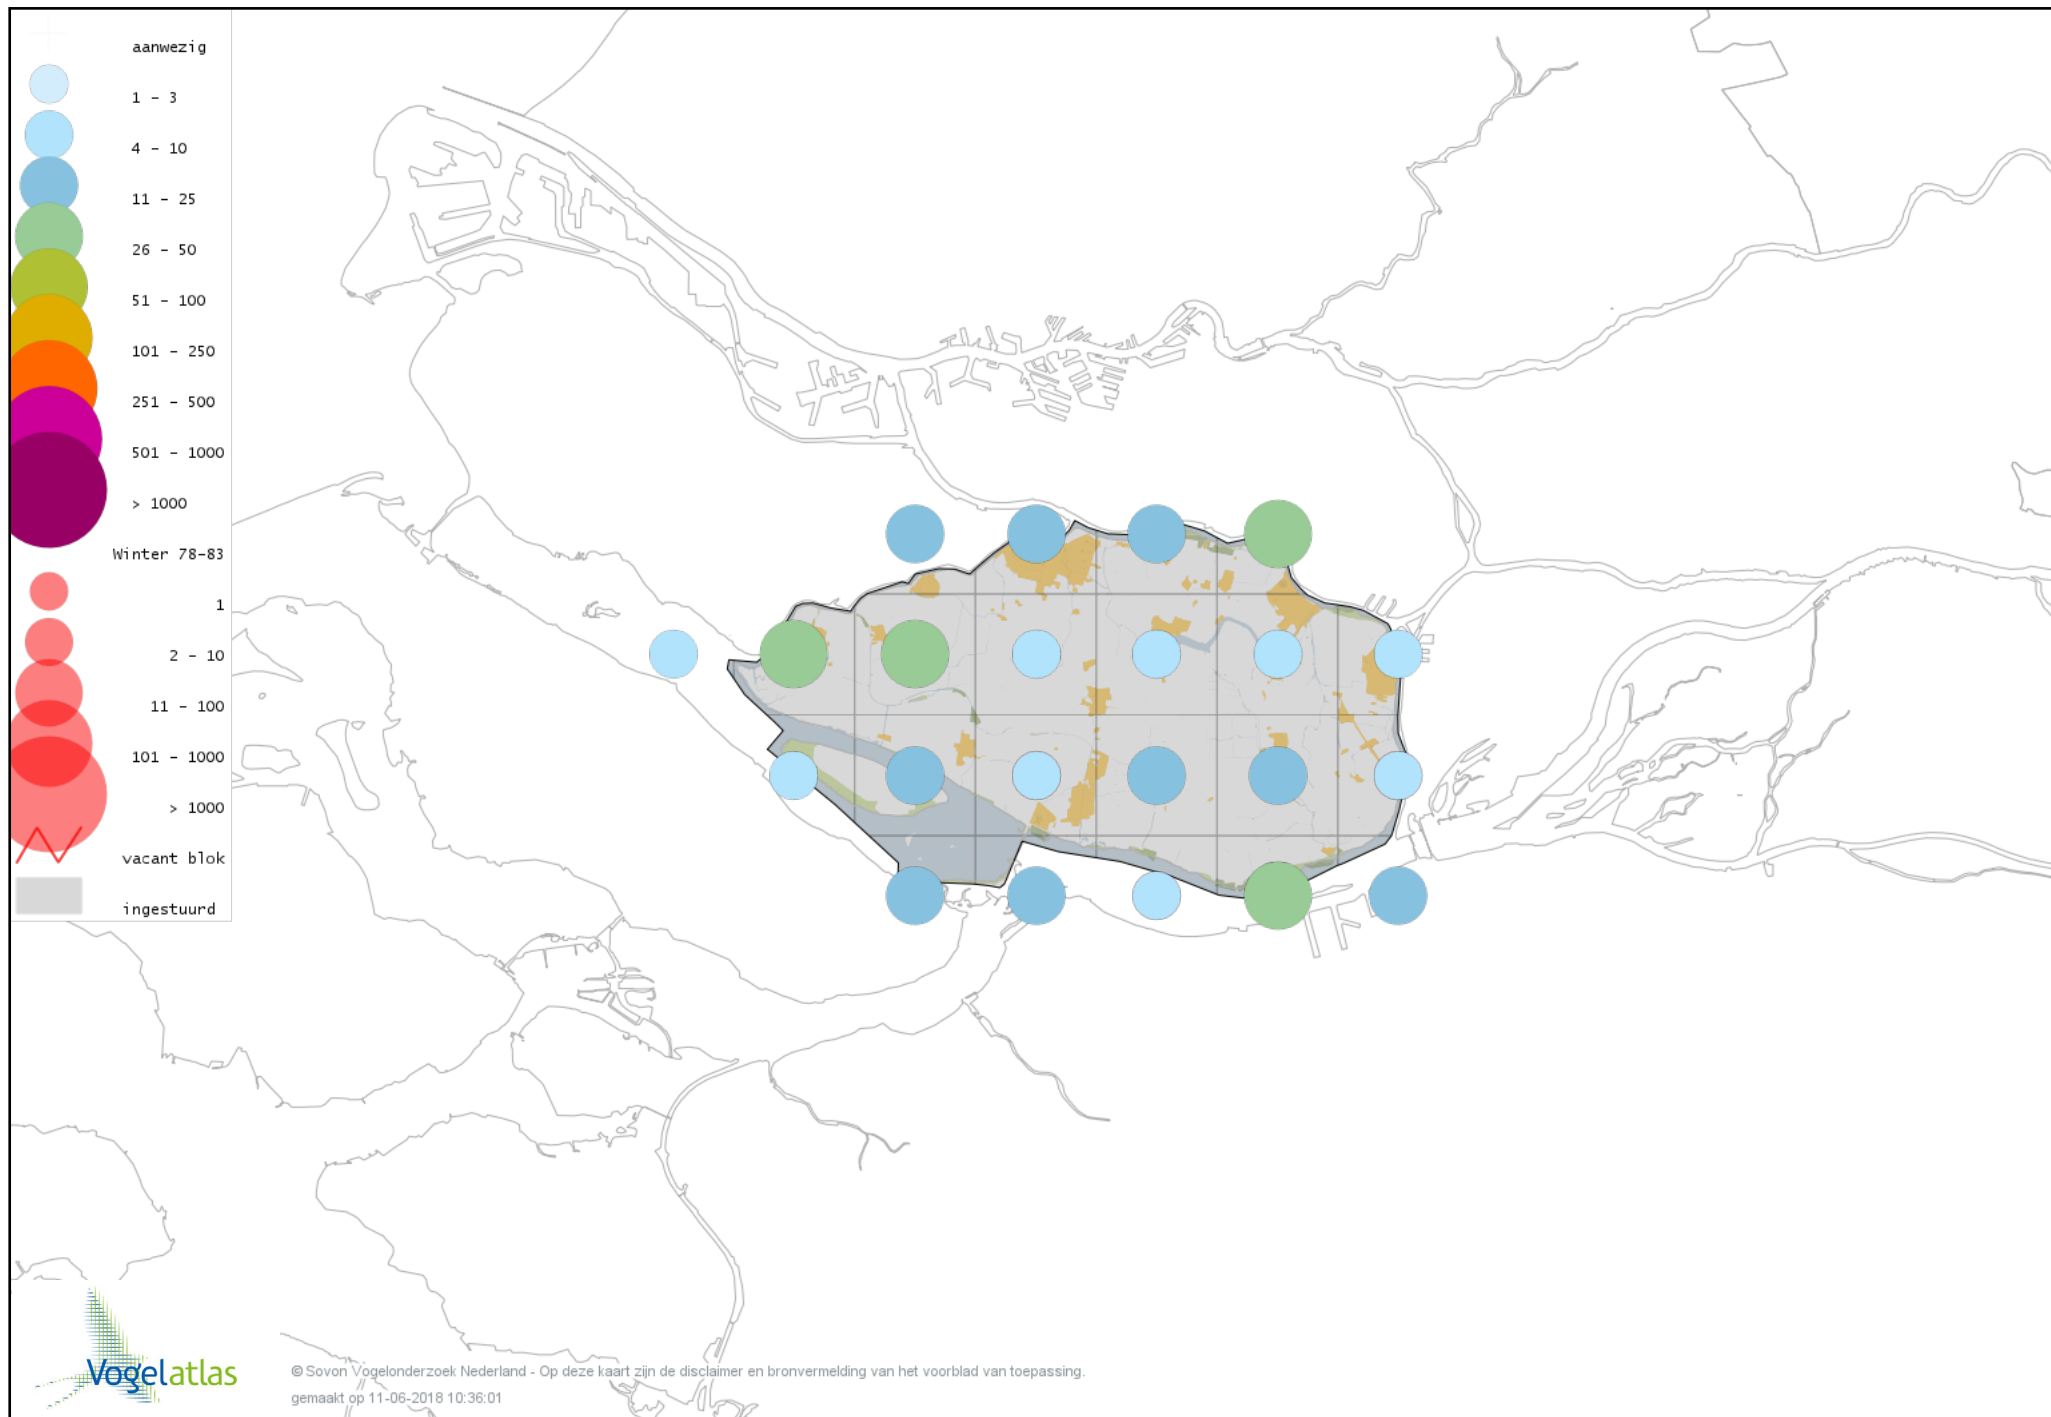 aanwezig
1 - 3
4 - 10
11 - 25
26 - 50
51 - 100
101 - 250
251 - 500
501 - 1000
> 1000
Winter 78-83
1
2 - 10
11 - 100
101 - 1000
> 1000
vacant blok
ingestuurd
Vogelatlas
© Sovon Vogelonderzoek Nederland - Op deze kaart zijn de disclaimer en bronvermelding van het voorblad van toepassing.
gemaakt op 11-06-2018 10:36:01